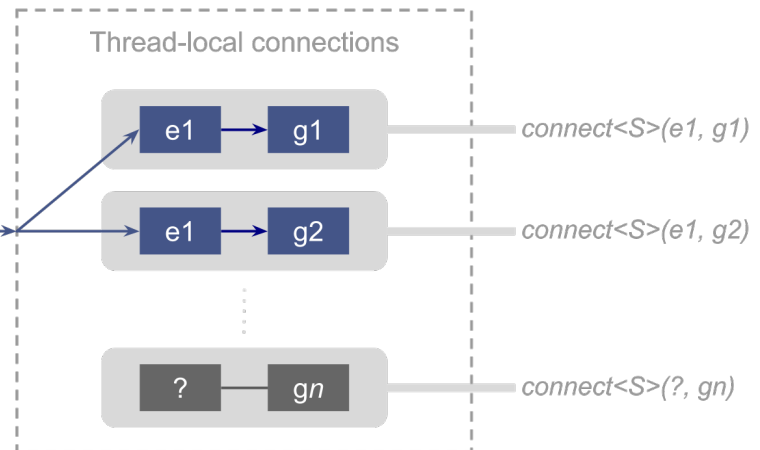 Thread-local connections
e1 g1 connect<S>(e1, g1)
e1 g2 connect<S>(e1, g2)
? gn connect<S>(?, gn)